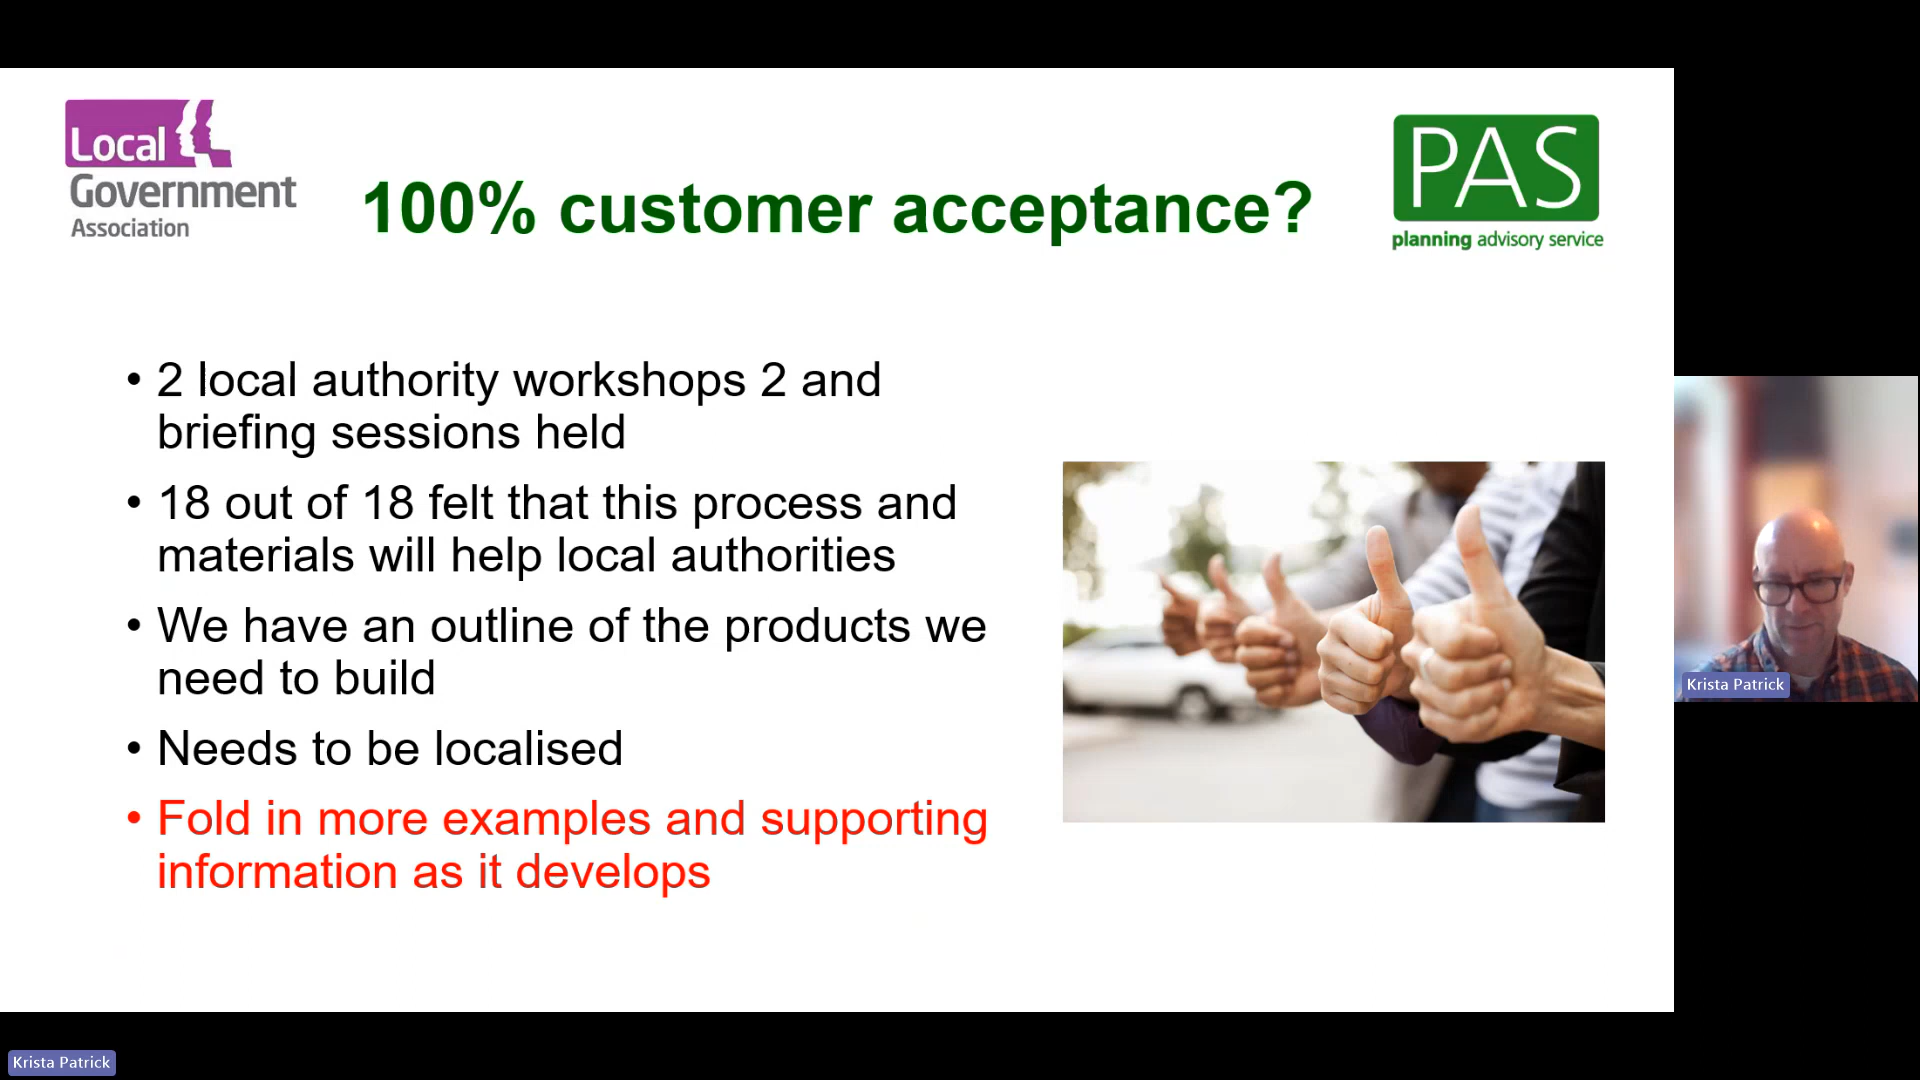 Local
Government
Association
100% customer acceptance?
PAS
planning advisory service
• 2 local authority workshops 2 and
briefing sessions held
• 18 out of 18 felt that this process and
materials will help local authorities
• We have an outline of the products we
need to build
• Needs to be localised
• Fold in more examples and supporting
information as it develops
Krista Patrick
Krista Patrick